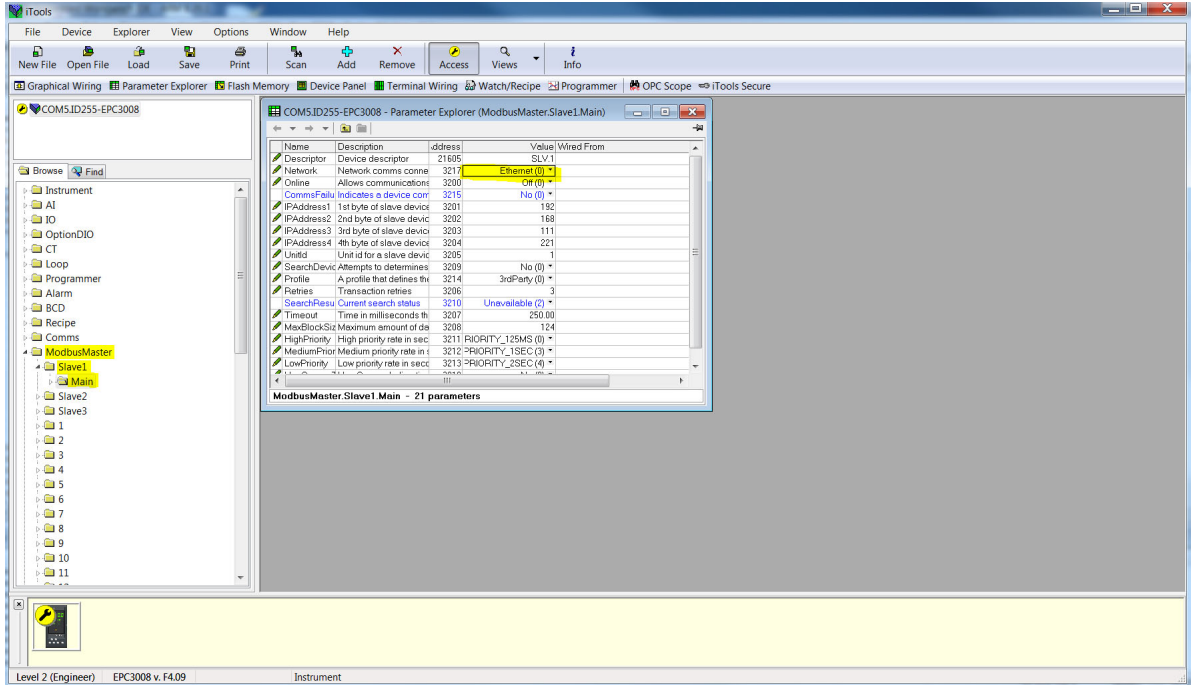 iTools
File Device Explorer View Options Window Help
New File Open File Load Save Print Scan Add Remove Access Views Info
Graphical Wiring Parameter Explorer Flash Memory Device Panel Terminal Wiring Watch/Recipe Programmer OPC Scope iTools Secure
COM5.ID255-EPC3008
Browse Find
Instrument
AI
IO
OptionDIO
CT
Loop
Programmer
Alarm
BCD
Recipe
Comms
ModbusMaster
Slave1
Main
Slave2
Slave3
1
2
3
4
5
6
7
8
9
10
11
COM5.ID255-EPC3008 - Parameter Explorer (ModbusMaster.Slave1.Main)
Name Description ddress Value Wired From
Descriptor Device descriptor 21605 SLV.1
Network Network comms conne 3217 Ethernet (0)
Online Allows communications 3200 Off (0)
CommsFailu Indicates a device com 3215 No (0)
IPAddress1 1st byte of slave device 3201 192
IPAddress2 2nd byte of slave devic 3202 168
IPAddress3 3rd byte of slave devic 3203 111
IPAddress4 4th byte of slave device 3204 221
UnitId Unit id for a slave devic 3205 1
SearchDevic Attempts to determines 3209 No (0)
Profile A profile that defines the 3214 3rdParty (0)
Retries Transaction retries 3206 3
SearchResu Current search status 3210 Unavailable (2)
Timeout Time in milliseconds th 3207 250.00
MaxBlockSiz Maximum amount of da 3208 124
HighPriority High priority rate in sec 3211 RIORITY_125MS (0)
MediumPrior Medium priority rate in s 3212 PRIORITY_1SEC (3)
LowPriority Low priority rate in secc 3213 PRIORITY_2SEC (4)
ModbusMaster.Slave1.Main - 21 parameters
Level 2 (Engineer) EPC3008 v. F4.09 Instrument